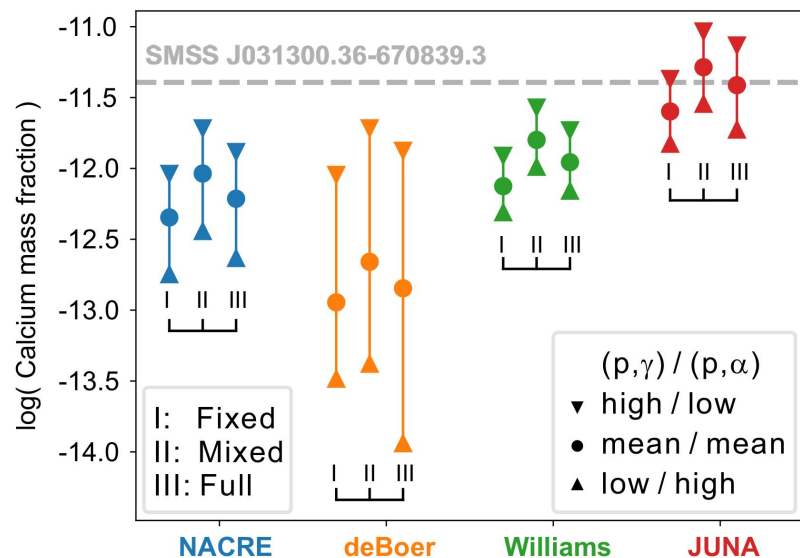 -11.0
-11.5
-12.0
-12.5
-13.0
-13.5
-14.0
log( Calcium mass fraction )
SMSS J031300.36-670839.3
I II III
I II III
I II III
I II III
I: Fixed
II: Mixed
III: Full
(p,γ) / (p,α)
high / low
mean / mean
low / high
NACRE deBoer Williams JUNA